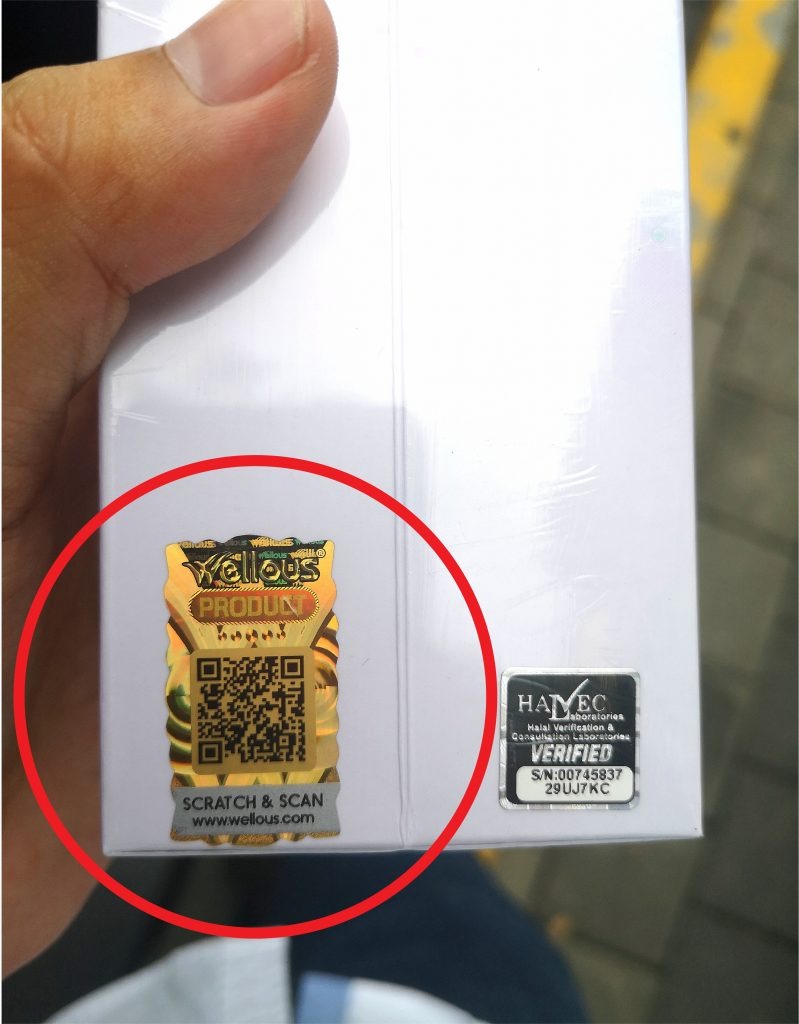 Wellous®
PRODUCT
SCRATCH & SCAN
www.wellous.com
HALVEC
Laboratories
Halal Verification &
Consultation Laboratories
VERIFIED
S/N:00745837
29UJ7KC